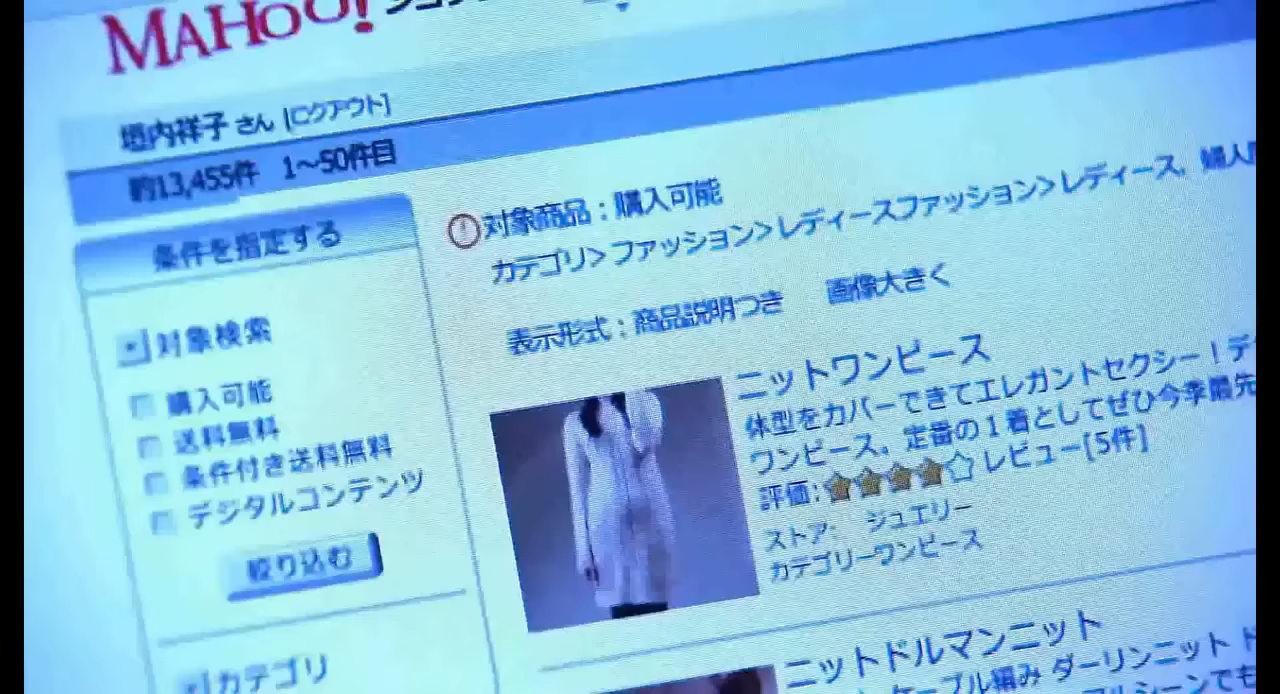 MAHOO!
垣内祥子 さん [ログアウト]
約13,455件 1〜50件目
条件を指定する
対象検索
購入可能
送料無料
条件付き送料無料
デジタルコンテンツ
絞り込む
カテゴリ
対象商品：購入可能
カテゴリ>ファッション>レディースファッション>レディース，婦人
表示形式：商品説明つき 画像大きく
ニットワンピース
体型をカバーできてエレガントセクシー！デ
ワンピース。定番の1着としてぜひ今季最先
評価:★★★★☆レビュー[5件]
ストア: ジュエリー
カテゴリーワンピース
ニットドルマンニット
ケーブル編み ダーリンニット